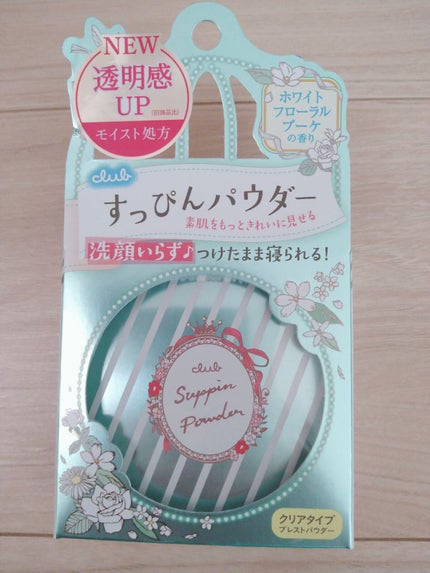 NEW
透明感
UP
(旧商品比)
モイスト処方
ホワイト
フローラル
ブーケ
の香り
club
すっぴんパウダー
素肌をもっときれいに見せる
洗顔いらず♪つけたまま寝られる!
club
Suppin
Powder
クリアタイプ
プレストパウダー